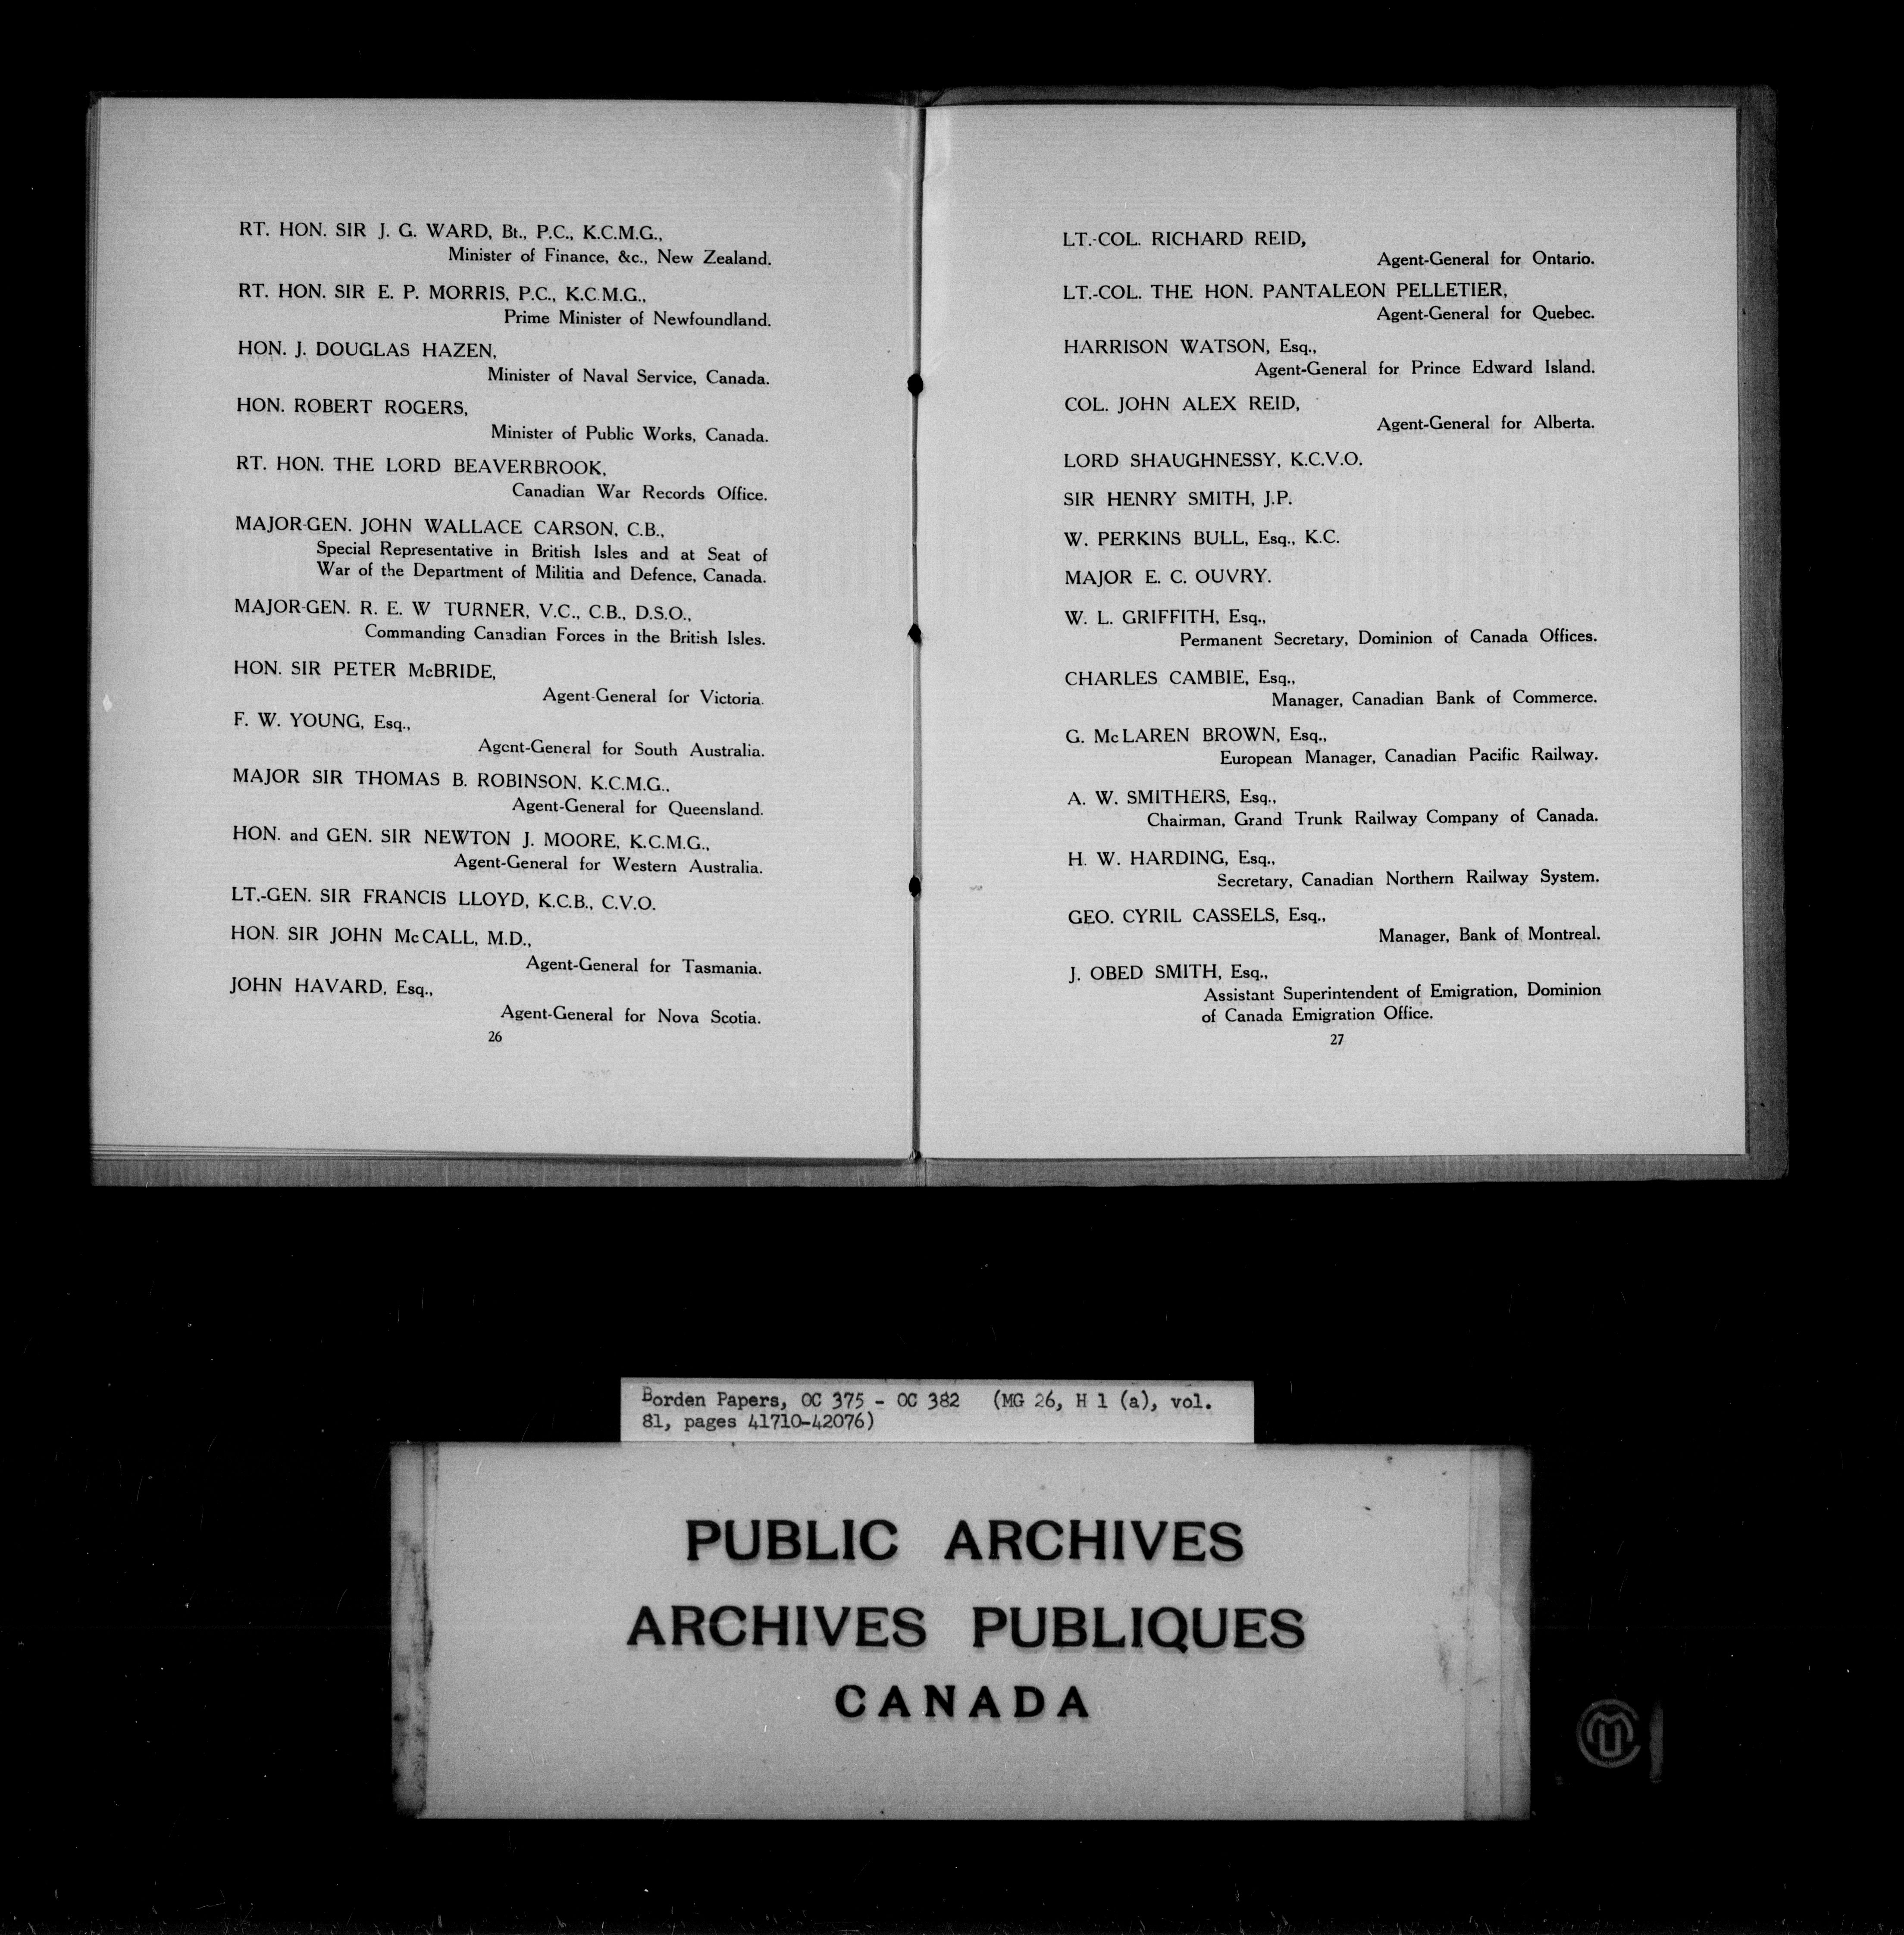 RT. HON. SIR J. G. WARD, Bt., P.C., K.C.M.G.,
Minister of Finance, &c., New Zealand.
RT. HON. SIR E. P. MORRIS, P.C., K.C.M.G.,
Prime Minister of Newfoundland.
HON. J. DOUGLAS HAZEN,
Minister of Naval Service, Canada.
HON. ROBERT ROGERS,
Minister of Public Works, Canada.
RT. HON. THE LORD BEAVERBROOK,
Canadian War Records Office.
MAJOR-GEN. JOHN WALLACE CARSON, C.B.,
Special Representative in British Isles and at Seat of
War of the Department of Militia and Defence, Canada.
MAJOR-GEN. R. E. W TURNER, V.C., C.B., D.S.O.,
Commanding Canadian Forces in the British Isles.
HON. SIR PETER McBRIDE,
Agent-General for Victoria.
F. W. YOUNG, Esq.,
Agent-General for South Australia.
MAJOR SIR THOMAS B. ROBINSON, K.C.M.G.,
Agent-General for Queensland.
HON. and GEN. SIR NEWTON J. MOORE, K.C.M.G.,
Agent-General for Western Australia.
LT.-GEN. SIR FRANCIS LLOYD, K.C.B., C.V.O.
HON. SIR JOHN McCALL, M.D.,
Agent-General for Tasmania.
JOHN HAVARD, Esq.,
Agent-General for Nova Scotia.
26
LT.-COL. RICHARD REID,
Agent-General for Ontario.
LT.-COL. THE HON. PANTALEON PELLETIER,
Agent-General for Quebec.
HARRISON WATSON, Esq.,
Agent-General for Prince Edward Island.
COL. JOHN ALEX REID,
Agent-General for Alberta.
LORD SHAUGHNESSY, K.C.V.O.
SIR HENRY SMITH, J.P.
W. PERKINS BULL, Esq., K.C.
MAJOR E. C. OUVRY.
W. L. GRIFFITH, Esq.,
Permanent Secretary, Dominion of Canada Offices.
CHARLES CAMBIE, Esq.,
Manager, Canadian Bank of Commerce.
G. McLAREN BROWN, Esq.,
European Manager, Canadian Pacific Railway.
A. W. SMITHERS, Esq.,
Chairman, Grand Trunk Railway Company of Canada.
H. W. HARDING, Esq.,
Secretary, Canadian Northern Railway System.
GEO. CYRIL CASSELS, Esq.,
Manager, Bank of Montreal.
J. OBED SMITH, Esq.,
Assistant Superintendent of Emigration, Dominion
of Canada Emigration Office.
27
Borden Papers, OC 375 - OC 382 (MG 26, H 1 (a), vol.
81, pages 41710-42076)
PUBLIC ARCHIVES
ARCHIVES PUBLIQUES
CANADA